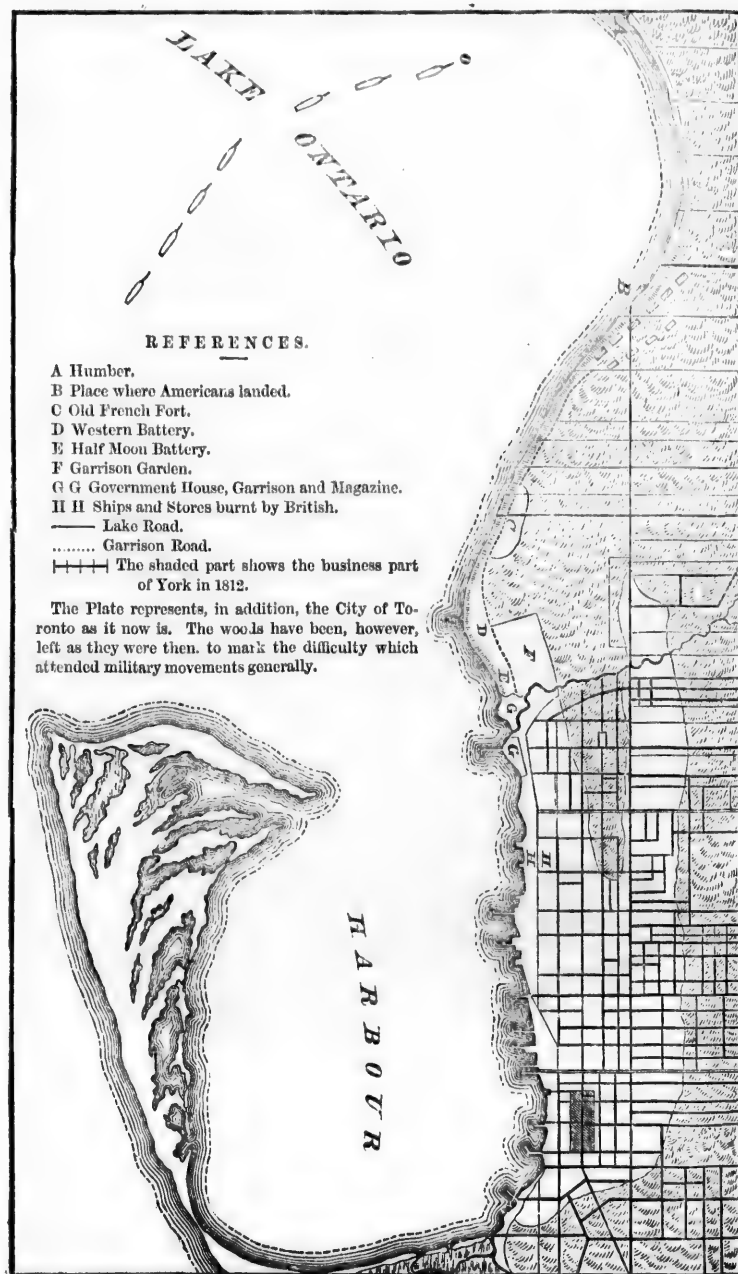 LAKE
ONTARIO
REFERENCES.
A Humber.
B Place where Americans landed.
C Old French Fort.
D Western Battery.
E Half Moon Battery.
F Garrison Garden.
G G Government House, Garrison and Magazine.
H H Ships and Stores burnt by British.
Lake Road.
Garrison Road.
The shaded part shows the business part
of York in 1812.
The Plate represents, in addition, the City of To-
ronto as it now is. The woods have been, however,
left as they were then. to mark the difficulty which
attended military movements generally.
A
B
C
D
E
F
G
G
H
H
HARBOUR